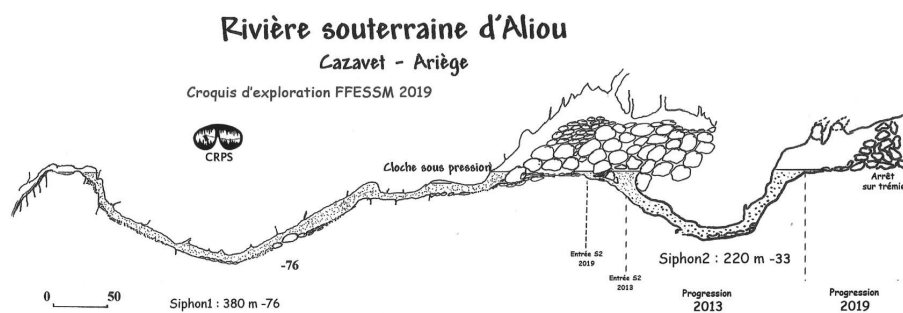 Rivière souterraine d'Aliou
Cazavet - Ariège
Croquis d'exploration FFESSM 2019
CRPS
Cloche sous pression
Arrêt
sur trémie
Entrée S2
2019
Entrée S2
2013
-76
Siphon2 : 220 m -33
0 50
Siphon1 : 380 m -76
Progression
2013
Progression
2019